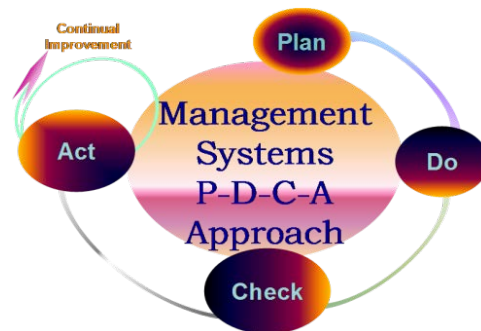 Continual
Improvement
Plan
Management
Systems
P-D-C-A
Approach
Act
Do
Check